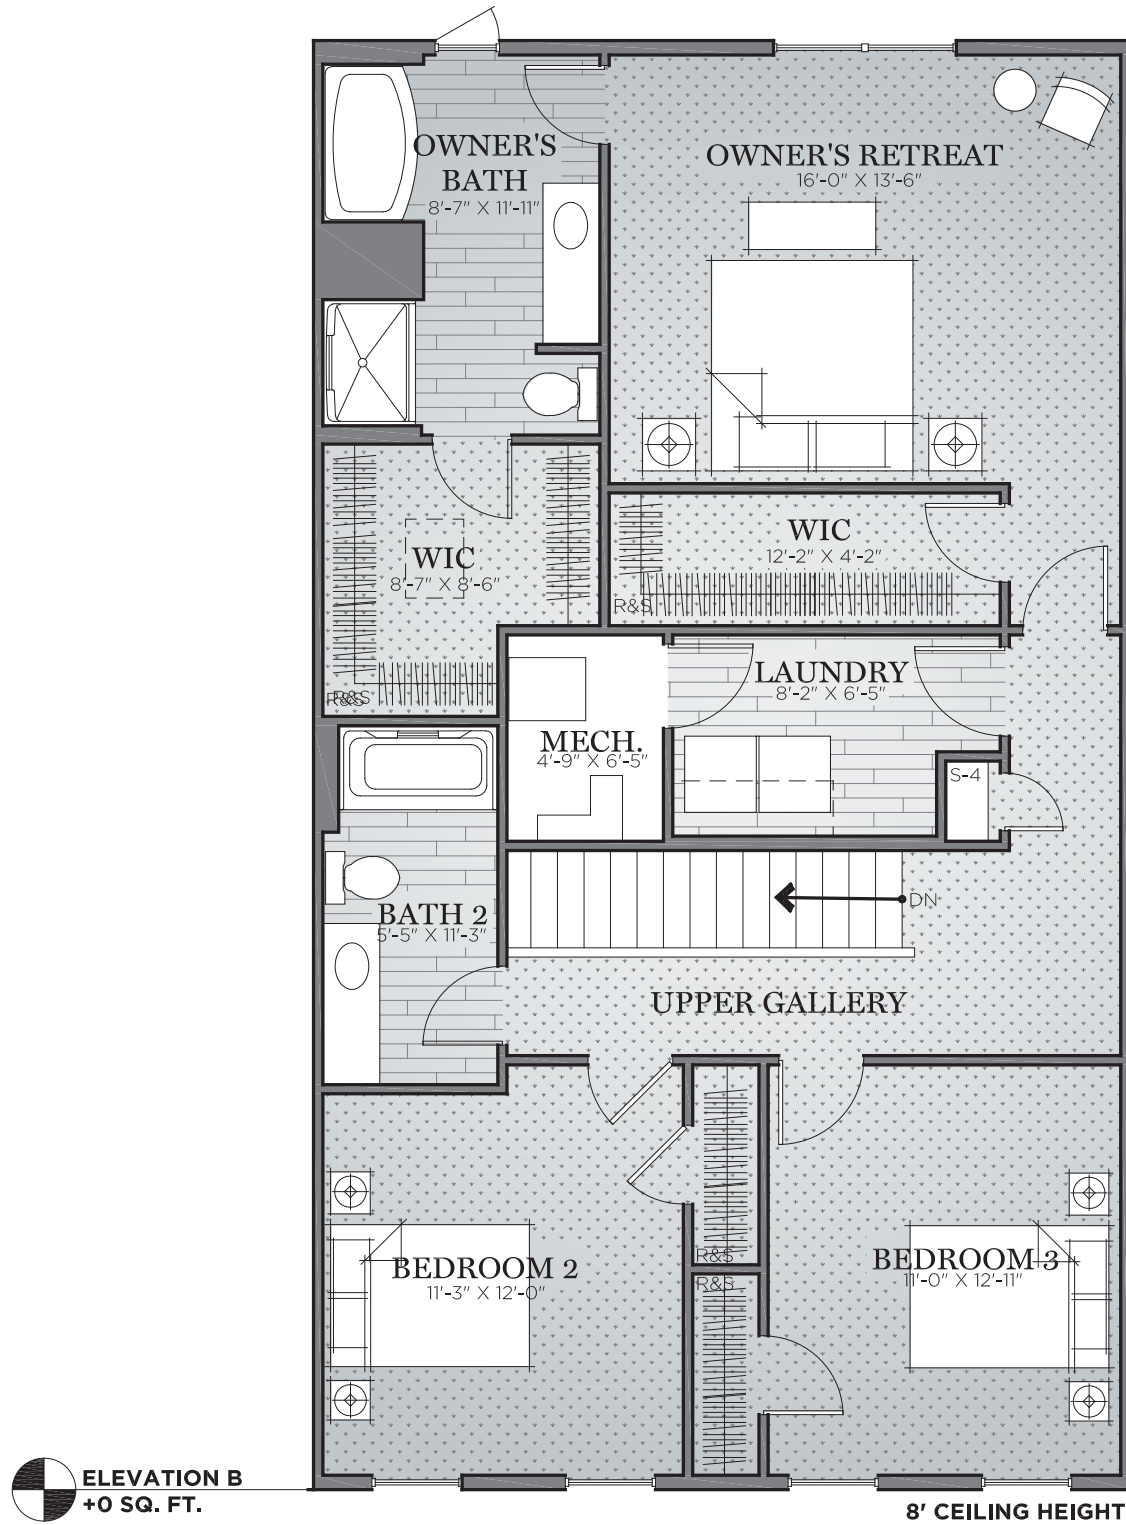 OWNER'S
BATH
8'-7" X 11'-11"
OWNER'S RETREAT
16'-0" X 13'-6"
WIC
12'-2" X 4'-2"
R&S
WIC
8'-7" X 8'-6"
R&S
R&S
LAUNDRY
8'-2" X 6'-5"
MECH.
4'-9" X 6'-5"
S-4
BATH 2
5'-5" X 11'-3"
DN
UPPER GALLERY
BEDROOM 2
11'-3" X 12'-0"
R&S
R&S
BEDROOM 3
11'-0" X 12'-11"
ELEVATION B
+0 SQ. FT.
8' CEILING HEIGHT